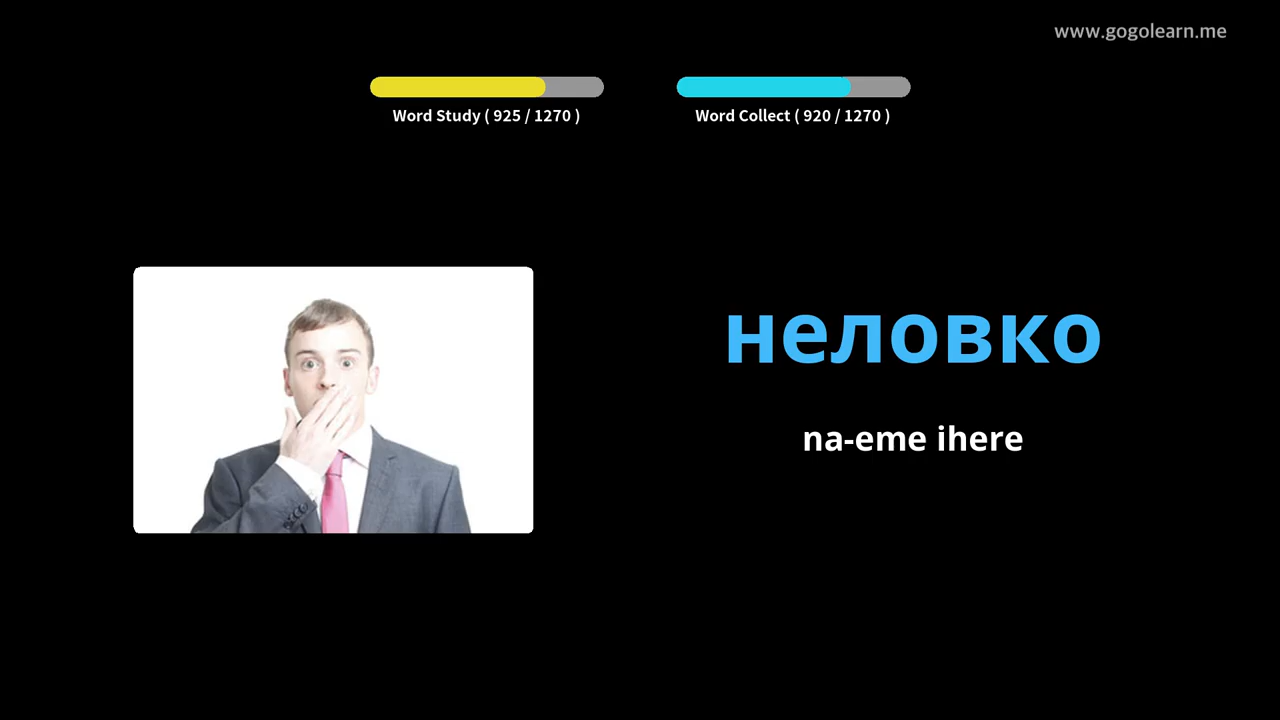 www.gogolearn.me
Word Study ( 925 / 1270 )
Word Collect ( 920 / 1270 )
неловко
na-eme ihere